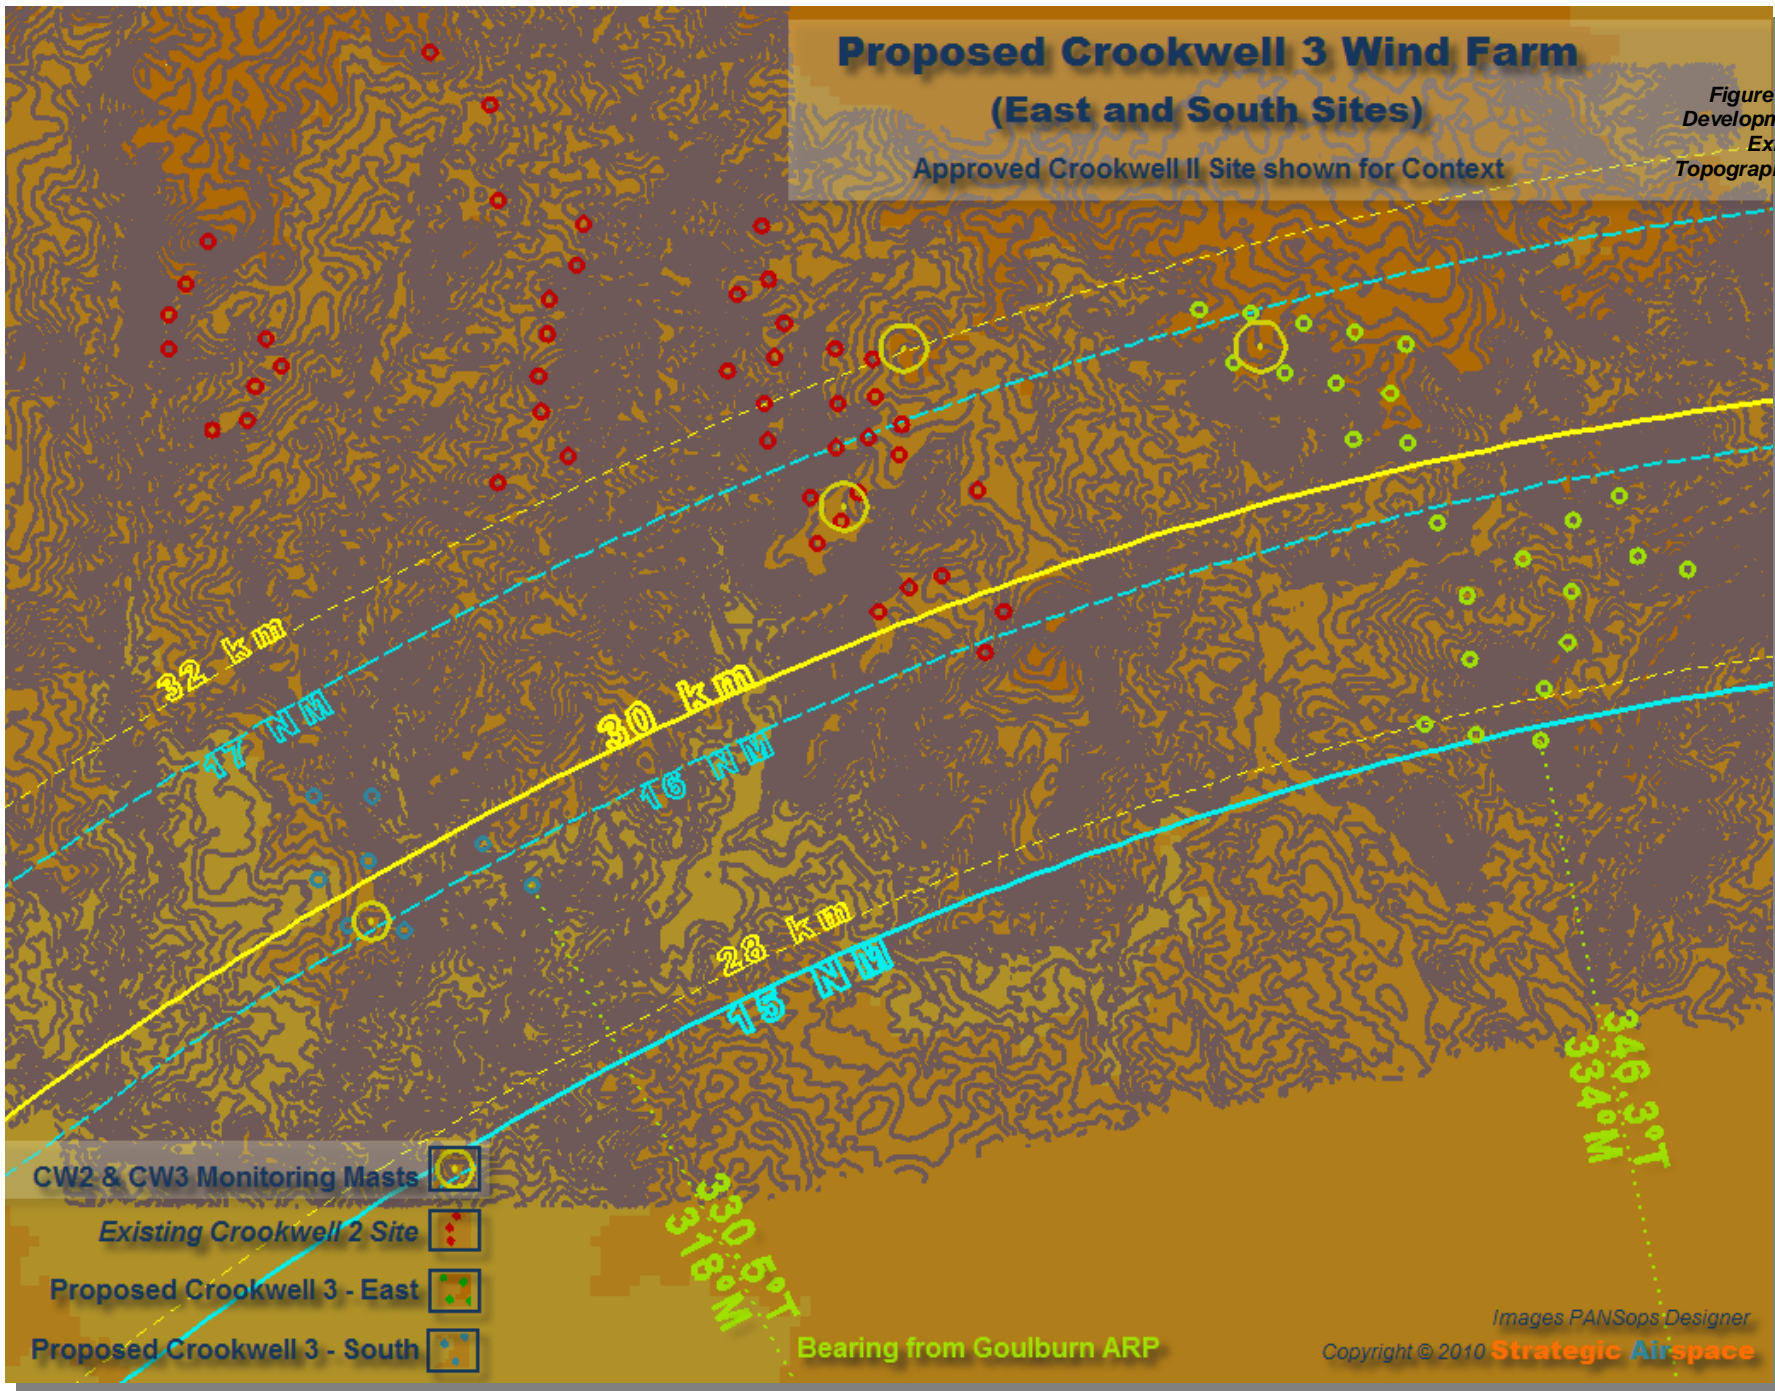 Proposed Crookwell 3 Wind Farm
(East and South Sites)
Approved Crookwell II Site shown for Context
Figure
Developm
Ex
Topograp
32 km
17 NM
30 km
16 NM
28 km
15 NM
346.3°T
334°M
330.5°T
318°M
CW2 & CW3 Monitoring Masts
Existing Crookwell 2 Site
Proposed Crookwell 3 - East
Proposed Crookwell 3 - South
Bearing from Goulburn ARP
Images PANSops Designer
Copyright © 2010 Strategic Airspace